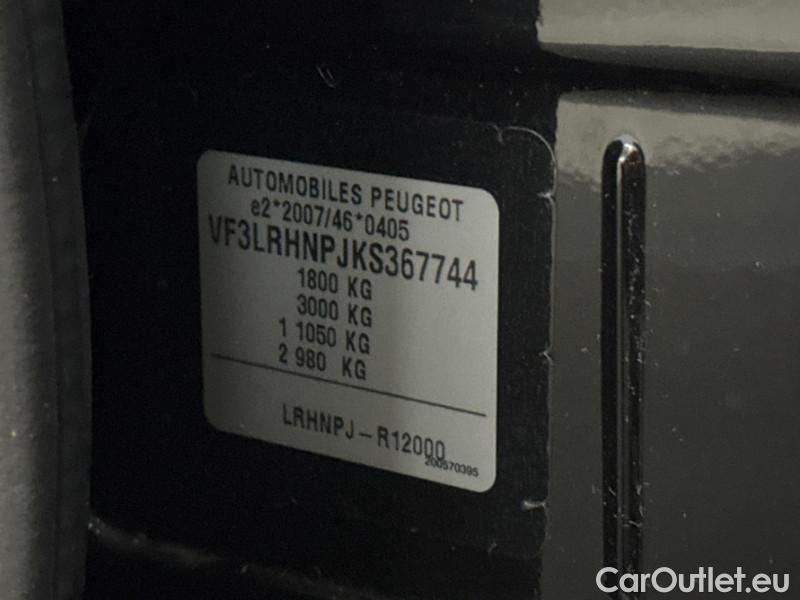 AUTOMOBILES PEUGEOT
e2*2007/46*0405
VF3LRHNPJKS367744
1800 KG
3000 KG
1 1050 KG
2 980 KG
LRHNPJ - R12000
200570395
CarOutlet.eu